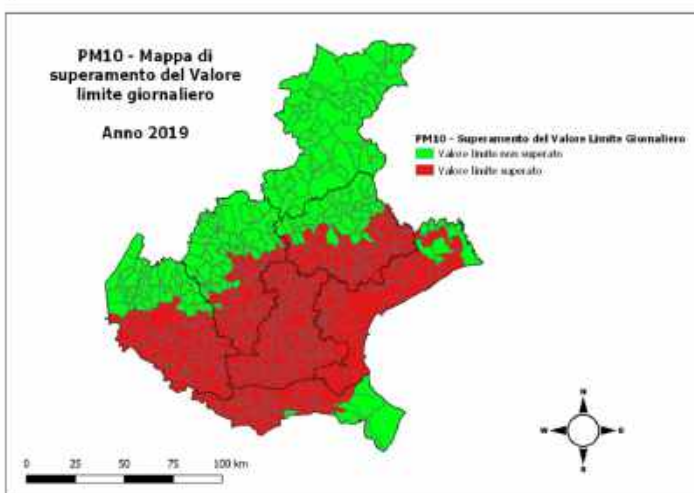 PM10 - Mappa di
superamento del Valore
limite giornaliero
Anno 2019
PM10 - Superamento del Valore Limite Giornaliero
Valore limite non superato
Valore limite superato
N
W
E
S
0 25 50 75 100 km